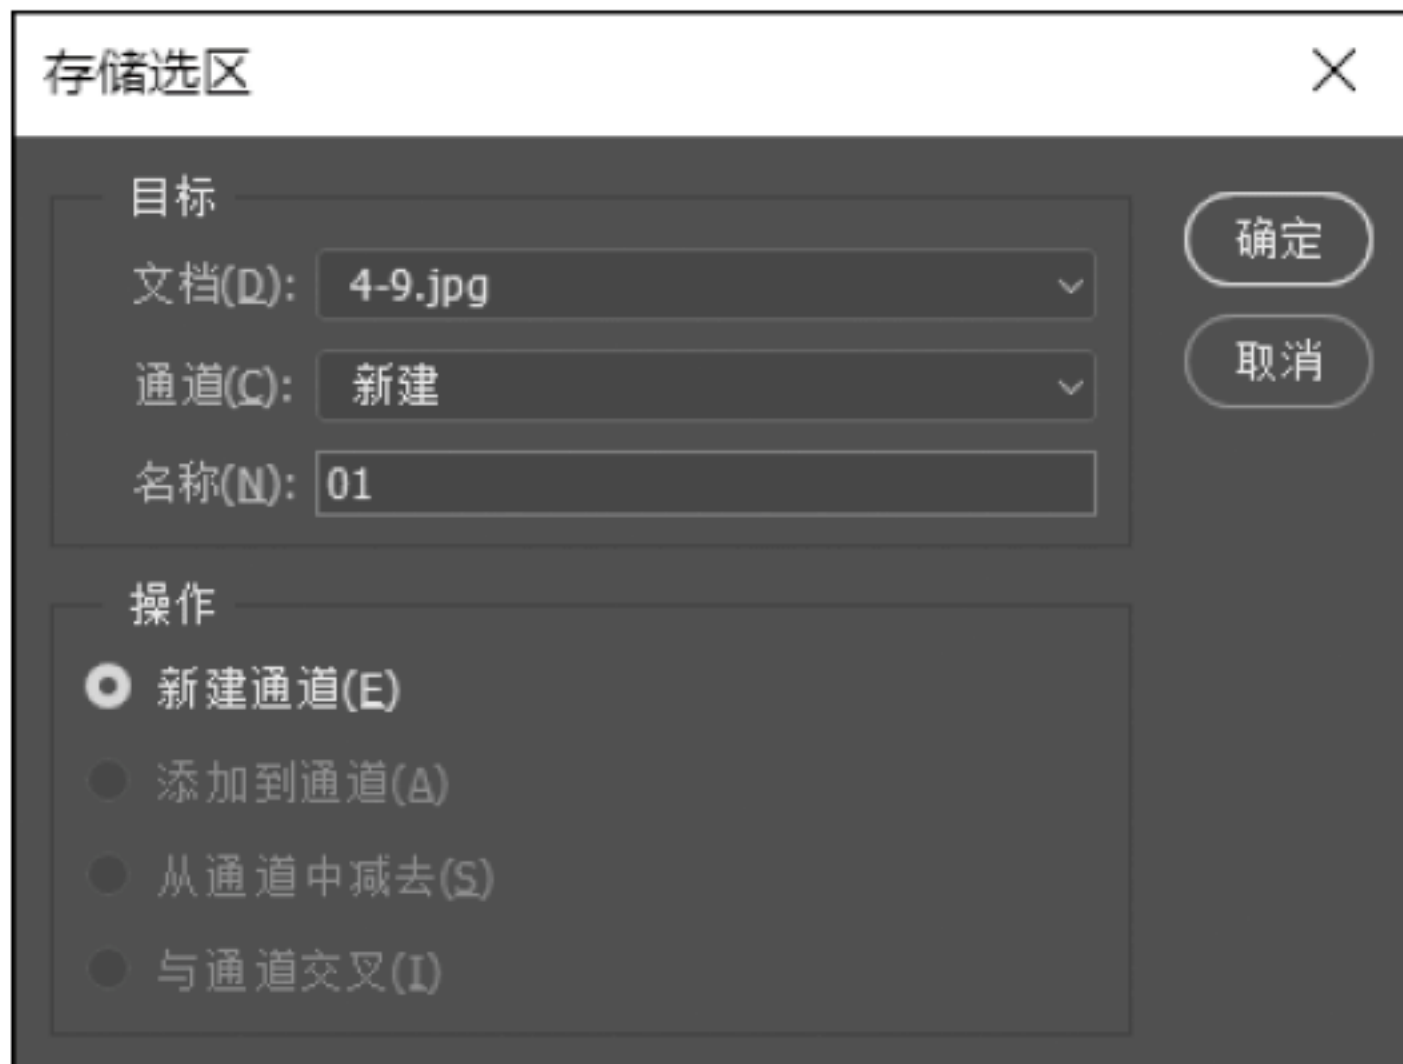 存储选区
目标
文档(D): 4-9.jpg
通道(C): 新建
名称(N): 01
确定
取消
操作
新建通道(E)
添加到通道(A)
从通道中减去(S)
与通道交叉(I)